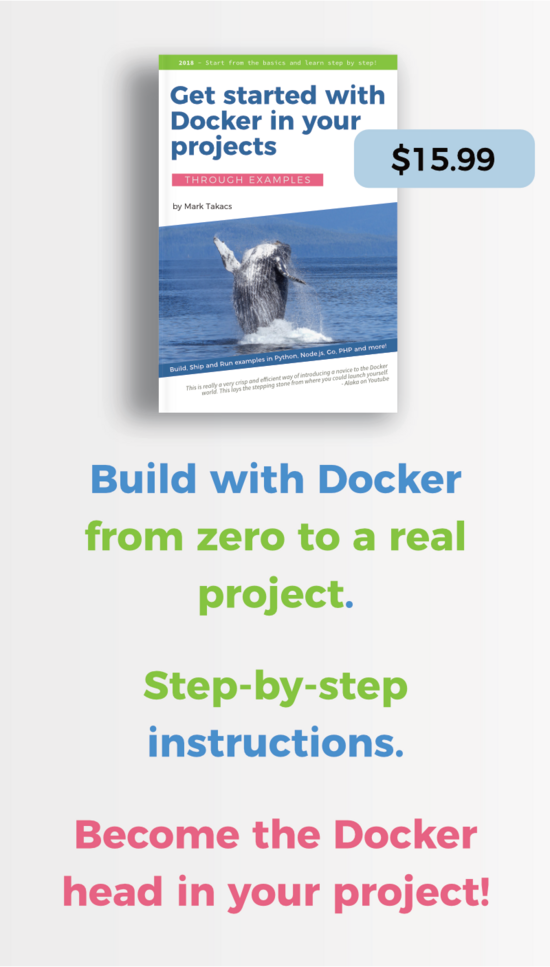 2018 - Start from the basics and learn step by step!
Get started with
Docker in your
projects
$15.99
THROUGH EXAMPLES
by Mark Takacs
Build, Ship and Run examples in Python, Node.js, Go, PHP and more!
This is really a very crisp and efficient way of introducing a novice to the Docker
world. This lays the stepping stone from where you could launch yourself.
- Aloka on Youtube
Build with Docker
from zero to a real
project.
Step-by-step
instructions.
Become the Docker
head in your project!